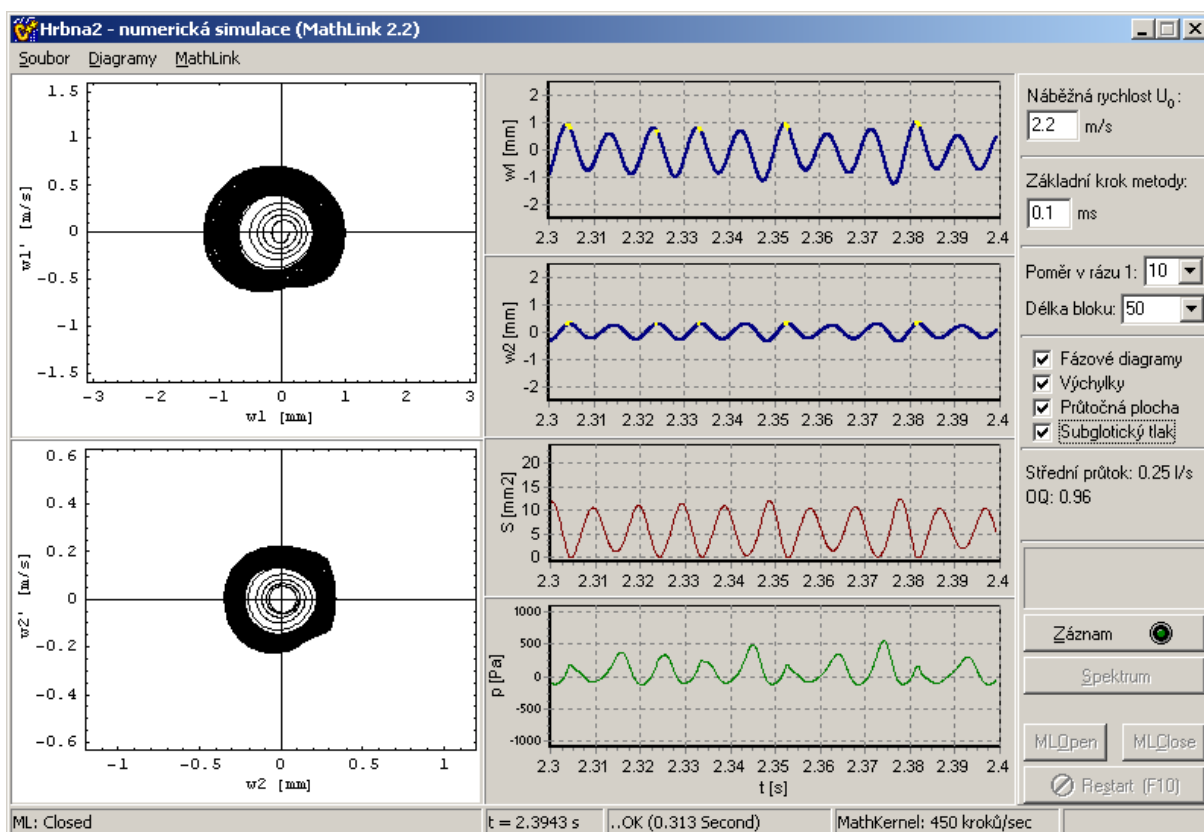 Hrbna2 - numerická simulace (MathLink 2.2)
Soubor Diagramy MathLink
1.5
1
0.5
0
-0.5
-1
-1.5
w1' [m/s]
-3 -2 -1 0 1 2 3
w1 [mm]
0.6
0.4
0.2
0
-0.2
-0.4
-0.6
w2' [m/s]
-1 -0.5 0 0.5 1
w2 [mm]
2
1
0
-1
-2
w1 [mm]
2.3 2.31 2.32 2.33 2.34 2.35 2.36 2.37 2.38 2.39 2.4
2
1
0
-1
-2
w2 [mm]
2.3 2.31 2.32 2.33 2.34 2.35 2.36 2.37 2.38 2.39 2.4
20
15
10
5
0
S [mm2]
2.3 2.31 2.32 2.33 2.34 2.35 2.36 2.37 2.38 2.39 2.4
1000
500
0
-500
-1000
p [Pa]
2.3 2.31 2.32 2.33 2.34 2.35 2.36 2.37 2.38 2.39 2.4
t [s]
Náběžná rychlost U0:
2.2 m/s
Základní krok metody:
0.1 ms
Poměr v rázu 1: 10
Délka bloku: 50
Fázové diagramy
Výchylky
Průtočná plocha
Subglotický tlak
Střední průtok: 0.25 l/s
OQ: 0.96
Záznam
Spektrum
MLOpen MLClose
Restart (F10)
ML: Closed t = 2.3943 s ..OK (0.313 Second) MathKernel: 450 kroků/sec